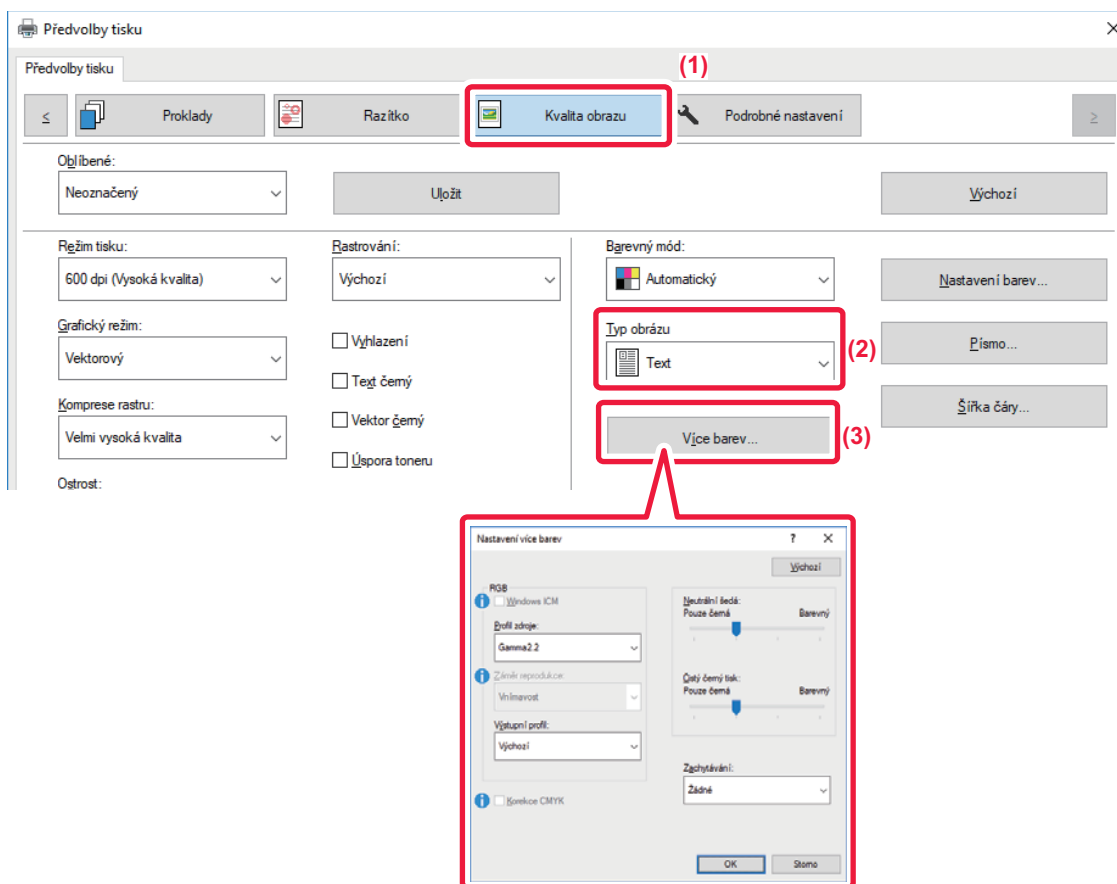 Předvolby tisku
Předvolby tisku
(1)
≤
Proklady
Razítko
Kvalita obrazu
Podrobné nastavení
≥
Oblíbené:
Neoznačený
Uložit
Výchozí
Režim tisku:
600 dpi (Vysoká kvalita)
Rastrování:
Výchozí
Barevný mód:
Automatický
Nastavení barev...
Grafický režim:
Vektorový
Vyhlazení
Text černý
Typ obrázu
Text
(2)
Písmo...
Komprese rastru:
Velmi vysoká kvalita
Vektor černý
Úspora toneru
Více barev...
(3)
Šířka čáry...
Ostrost:
Nastavení více barev
?
Výchozí
RGB
Windows ICM
Profil zdroje:
Gamma2.2
Záměr reprodukce:
Vnímavost
Výstupní profil:
Výchozí
Korekce CMYK
Neutrální šedá:
Pouze černá Barevný
Čistý černý tisk:
Pouze černá Barevný
Zachytávání:
Žádné
OK
Storno